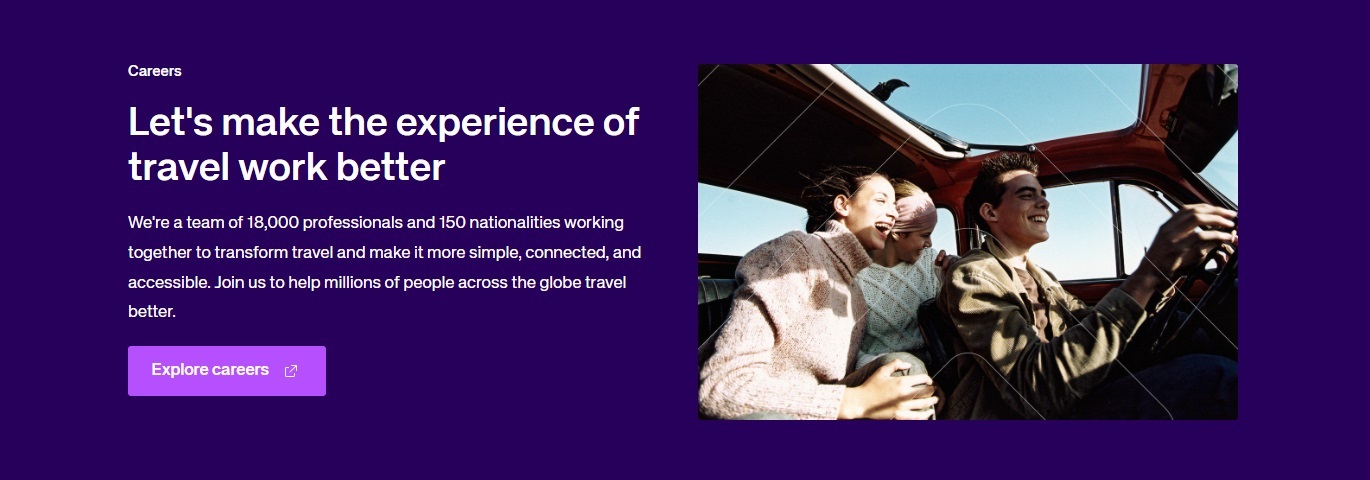 Careers
Let's make the experience of
travel work better
We're a team of 18,000 professionals and 150 nationalities working
together to transform travel and make it more simple, connected, and
accessible. Join us to help millions of people across the globe travel
better.
Explore careers